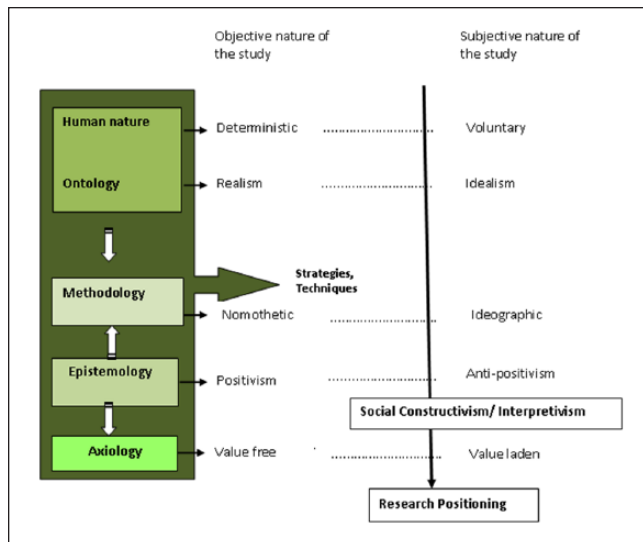 Objective nature of
the study
Subjective nature of
the study
Human nature
Deterministic
Voluntary
Ontology
Realism
Idealism
Strategies,
Techniques
Methodology
Nomothetic
Ideographic
Epistemology
Positivism
Anti-positivism
Social Constructivism/ Interpretivism
Axiology
Value free
Value laden
Research Positioning